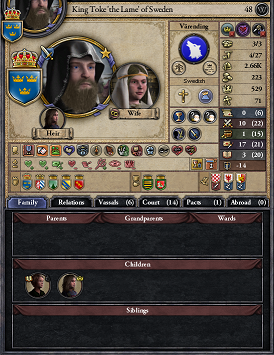 King Toke 'the Lame' of Sweden
48
Värending
3/3
4/27
2.66K
223
529
71
Swedish
Wife
Heir
0 (6)
10 (22)
1 (15)
17 (21)
3 (20)
-14
Family
Relations
Vassals (6)
Court (14)
Pacts (1)
Abroad (0)
Parents
Grandparents
Wards
Children
Siblings